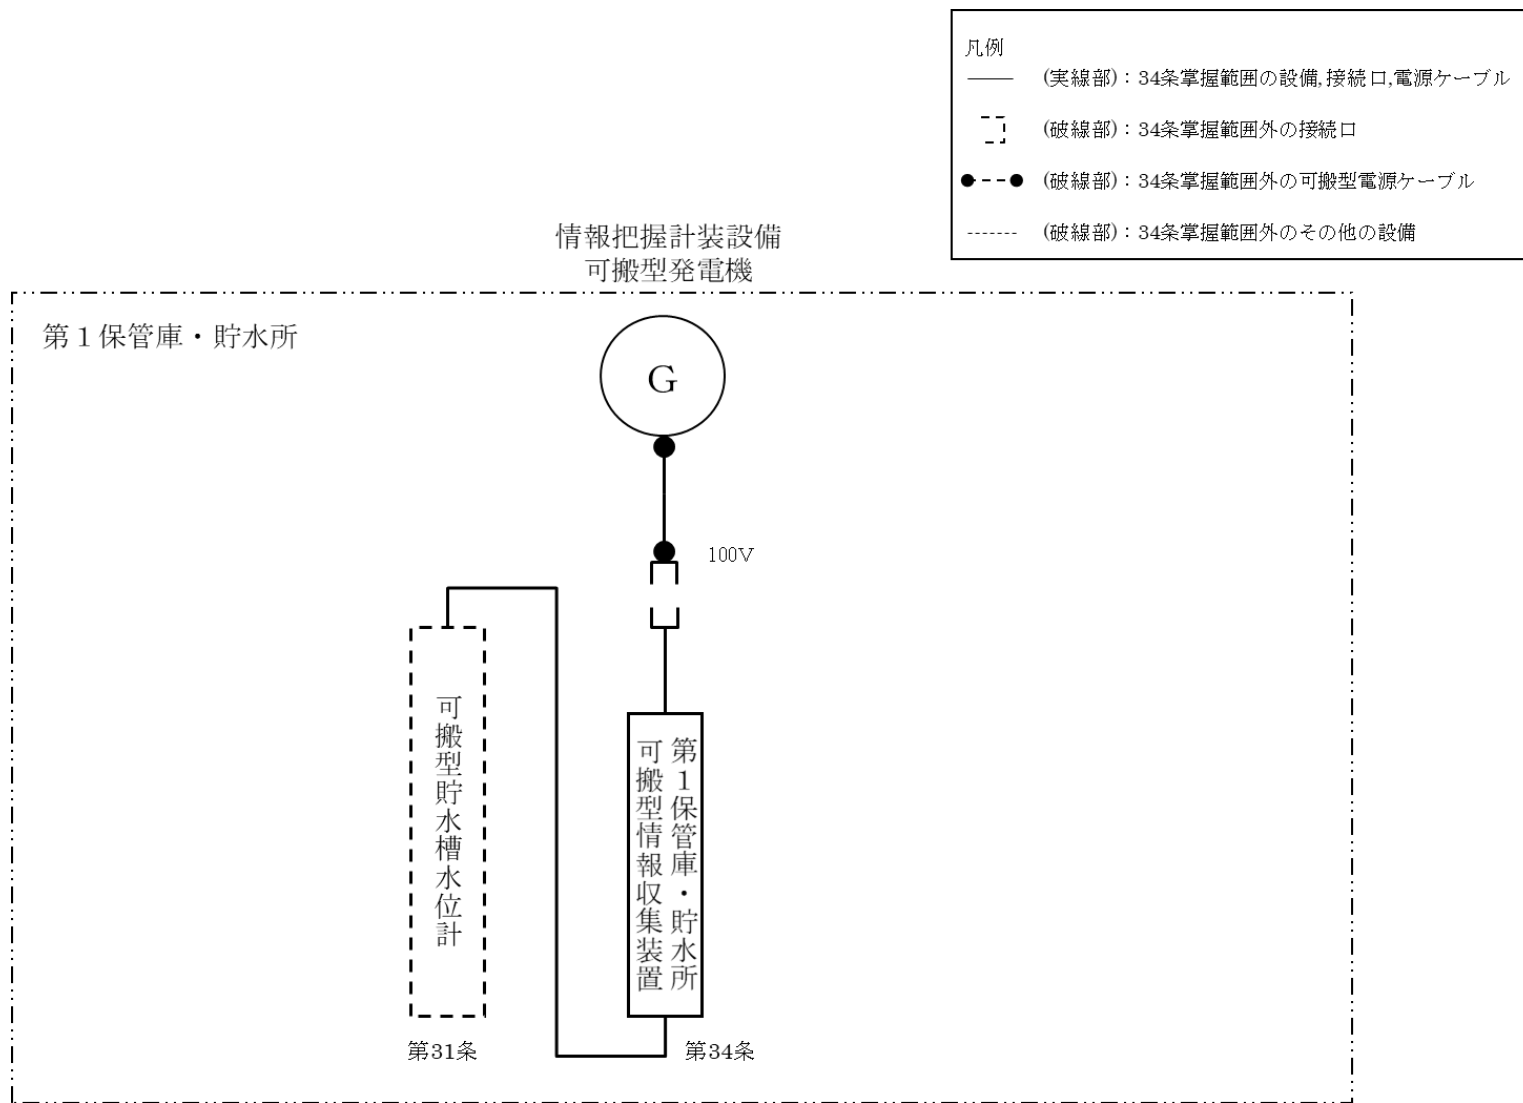 凡例
(実線部)：34条掌握範囲の設備,接続口,電源ケーブル
(破線部)：34条掌握範囲外の接続口
(破線部)：34条掌握範囲外の可搬型電源ケーブル
(破線部)：34条掌握範囲外のその他の設備
情報把握計装設備
可搬型発電機
第１保管庫・貯水所
G
100V
可搬型貯水槽水位計
第１保管庫・貯水所
可搬型情報収集装置
第31条
第34条